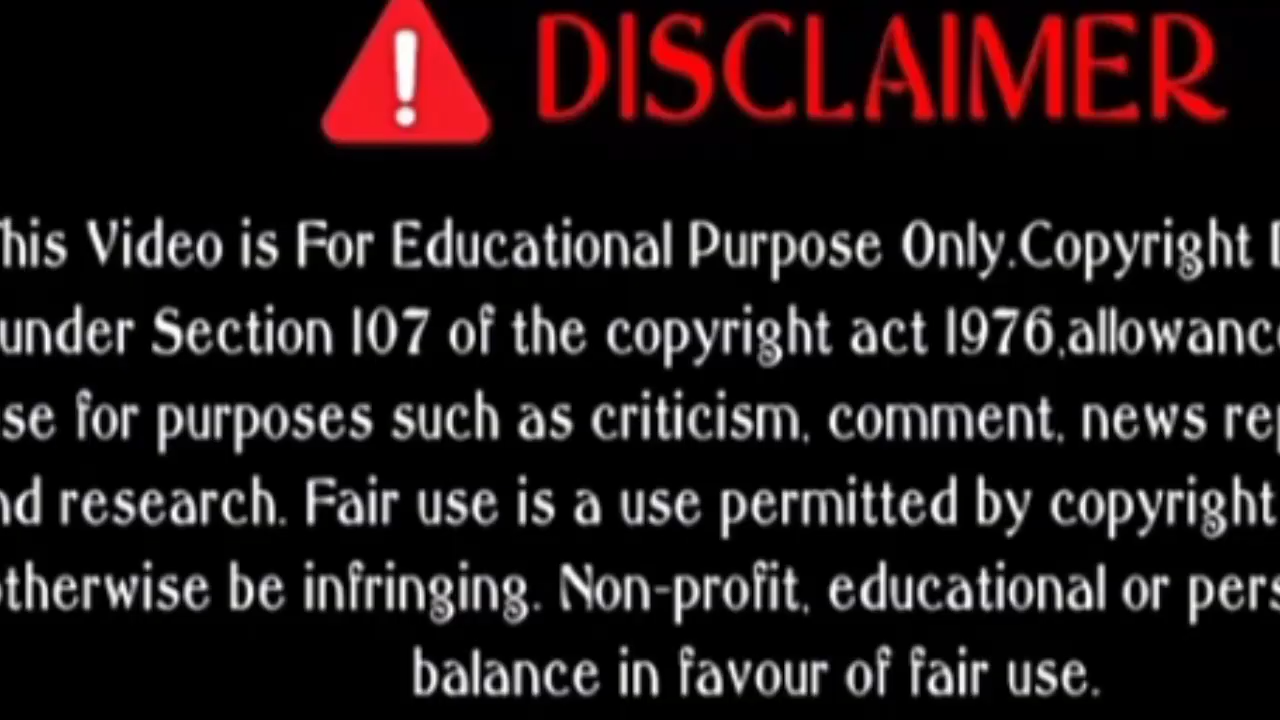 DISCLAIMER
his Video is For Educational Purpose Only.Copyright
under Section 107 of the copyright act 1976,allowanc
se for purposes such as criticism, comment, news re
nd research. Fair use is a use permitted by copyright
otherwise be infringing. Non-profit, educational or pers
balance in favour of fair use.